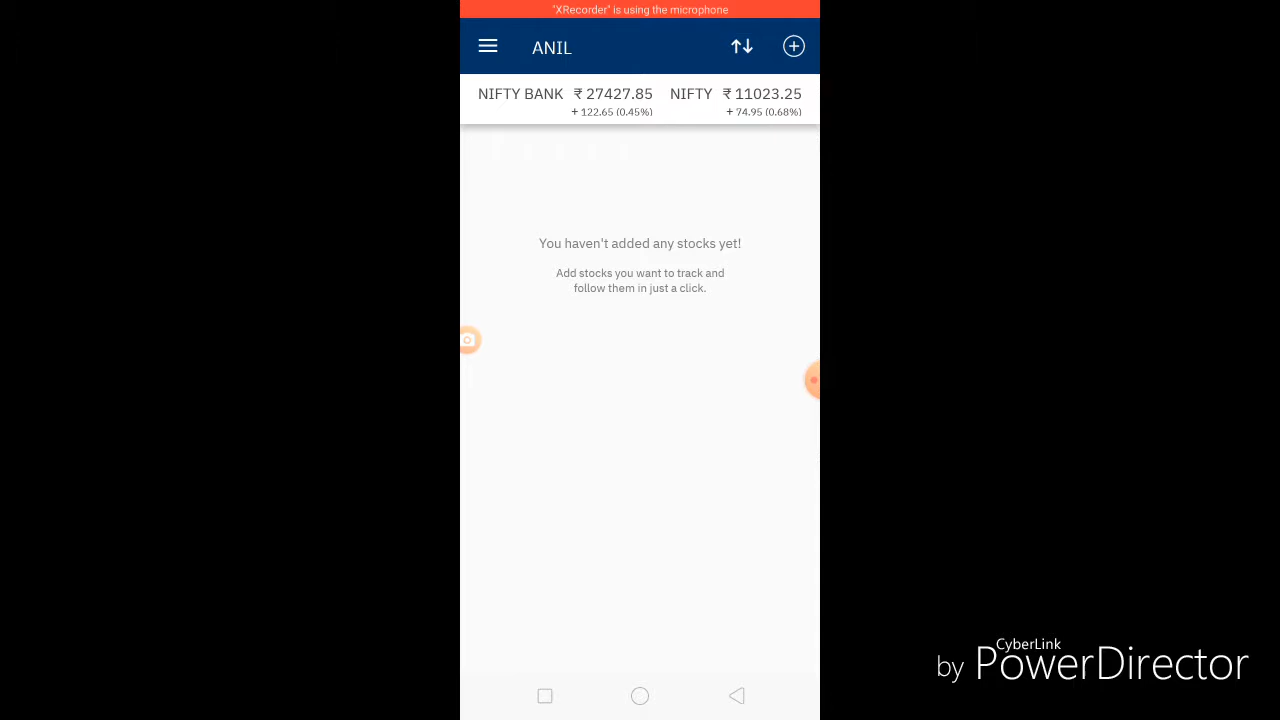 "XRecorder" is using the microphone
ANIL
NIFTY BANK ₹ 27427.85 NIFTY ₹ 11023.25
+ 122.65 (0.45%) + 74.95 (0.68%)
You haven't added any stocks yet!
Add stocks you want to track and
follow them in just a click.
CyberLink
by PowerDirector